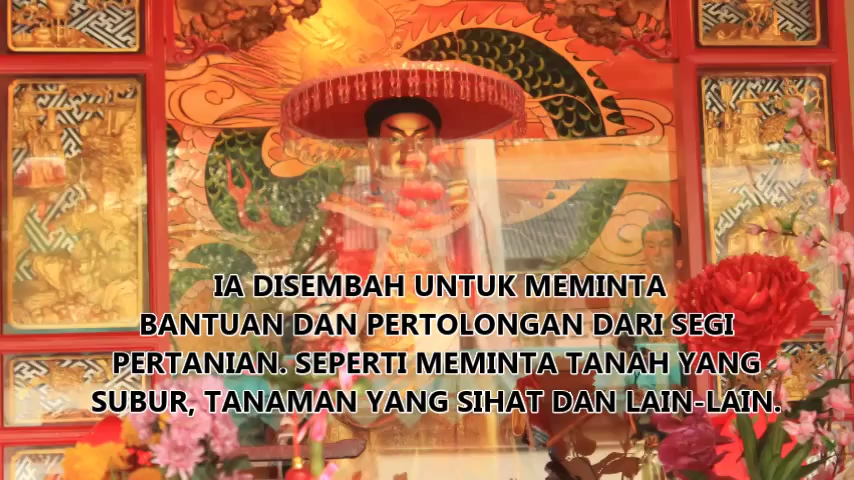 IA DISEMBAH UNTUK MEMINTA
BANTUAN DAN PERTOLONGAN DARI SEGI
PERTANIAN. SEPERTI MEMINTA TANAH YANG
SUBUR, TANAMAN YANG SIHAT DAN LAIN-LAIN.